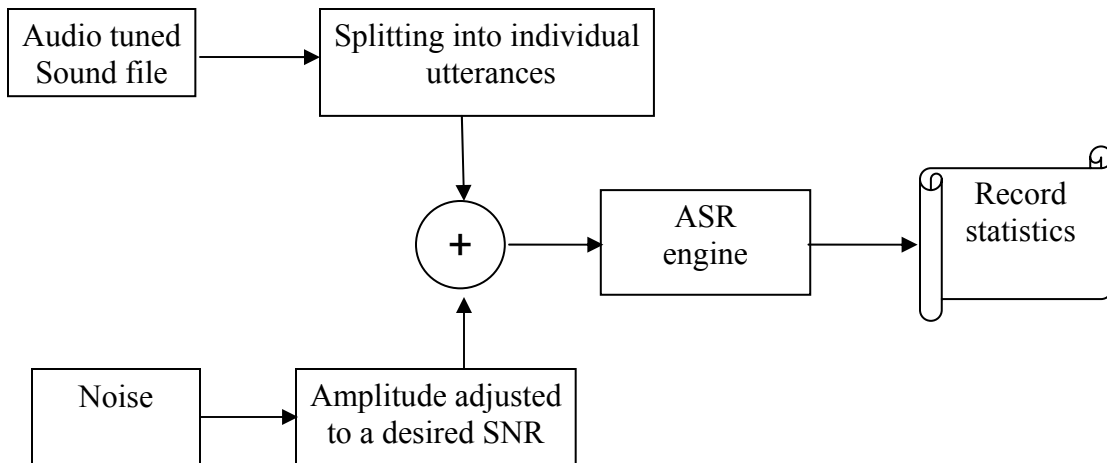 Audio tuned
Sound file
Splitting into individual
utterances
+
ASR
engine
Record
statistics
Noise
Amplitude adjusted
to a desired SNR